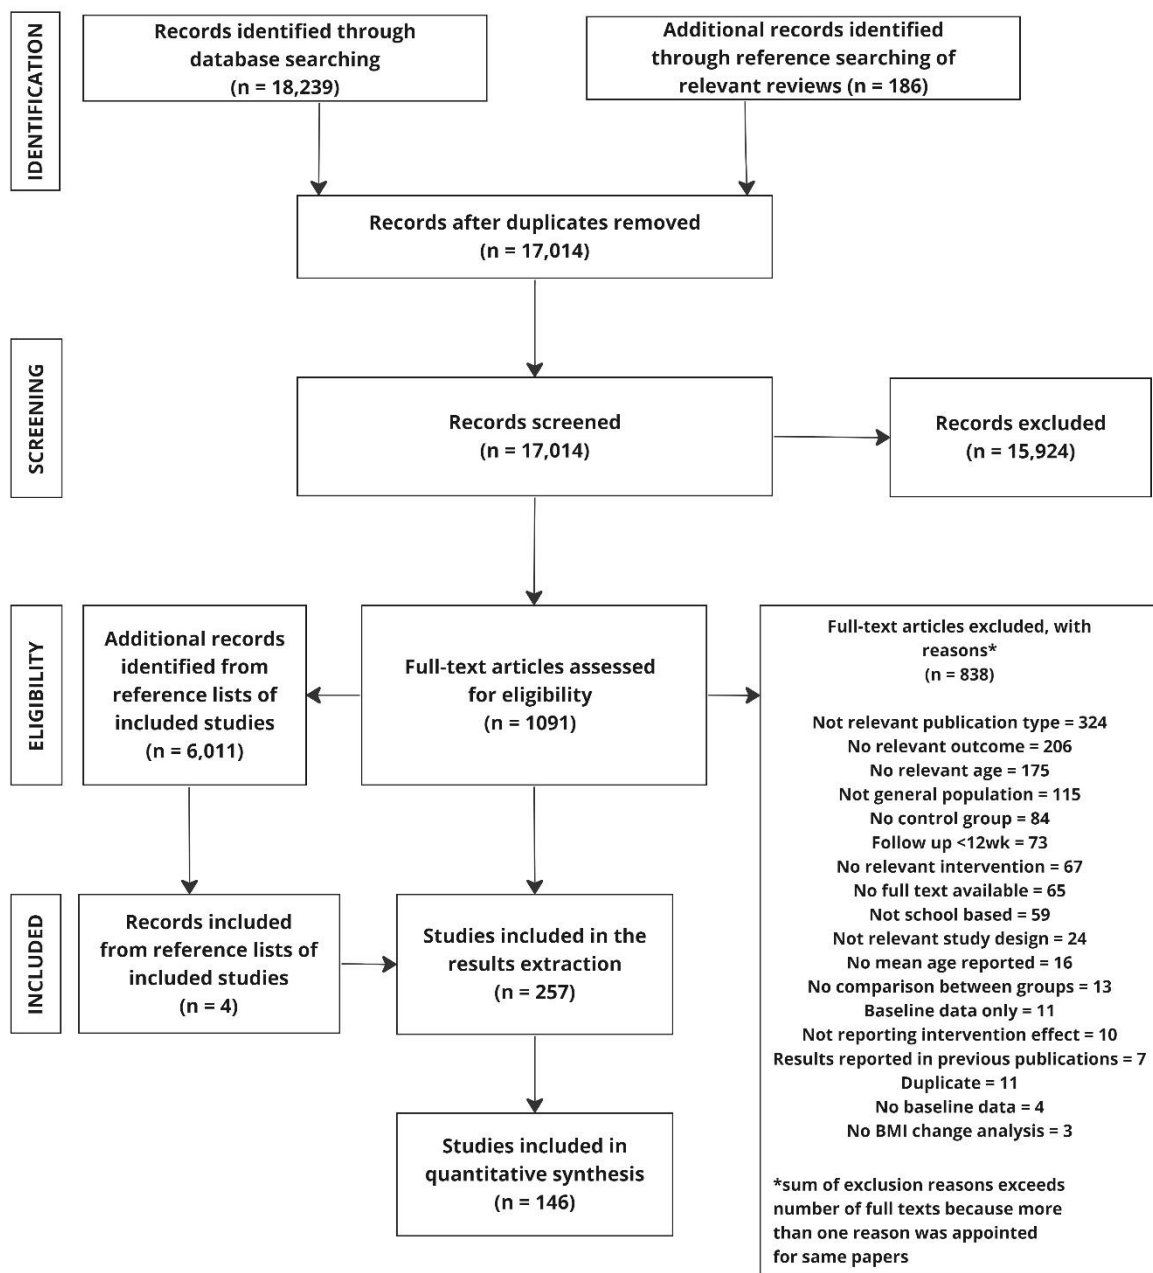 IDENTIFICATION
Records identified through
database searching
(n = 18,239)
Additional records identified
through reference searching of
relevant reviews (n = 186)
Records after duplicates removed
(n = 17,014)
SCREENING
Records screened
(n = 17,014)
Records excluded
(n = 15,924)
ELIGIBILITY
Additional records
identified from
reference lists of
included studies
(n = 6,011)
Full-text articles assessed
for eligibility
(n = 1091)
Full-text articles excluded, with
reasons*
(n = 838)
Not relevant publication type = 324
No relevant outcome = 206
No relevant age = 175
Not general population = 115
No control group = 84
Follow up <12wk = 73
No relevant intervention = 67
No full text available = 65
Not school based = 59
Not relevant study design = 24
No mean age reported = 16
No comparison between groups = 13
Baseline data only = 11
Not reporting intervention effect = 10
Results reported in previous publications = 7
Duplicate = 11
No baseline data = 4
No BMI change analysis = 3
*sum of exclusion reasons exceeds
number of full texts because more
than one reason was appointed
for same papers
INCLUDED
Records included
from reference lists of
included studies
(n = 4)
Studies included in the
results extraction
(n = 257)
Studies included in
quantitative synthesis
(n = 146)